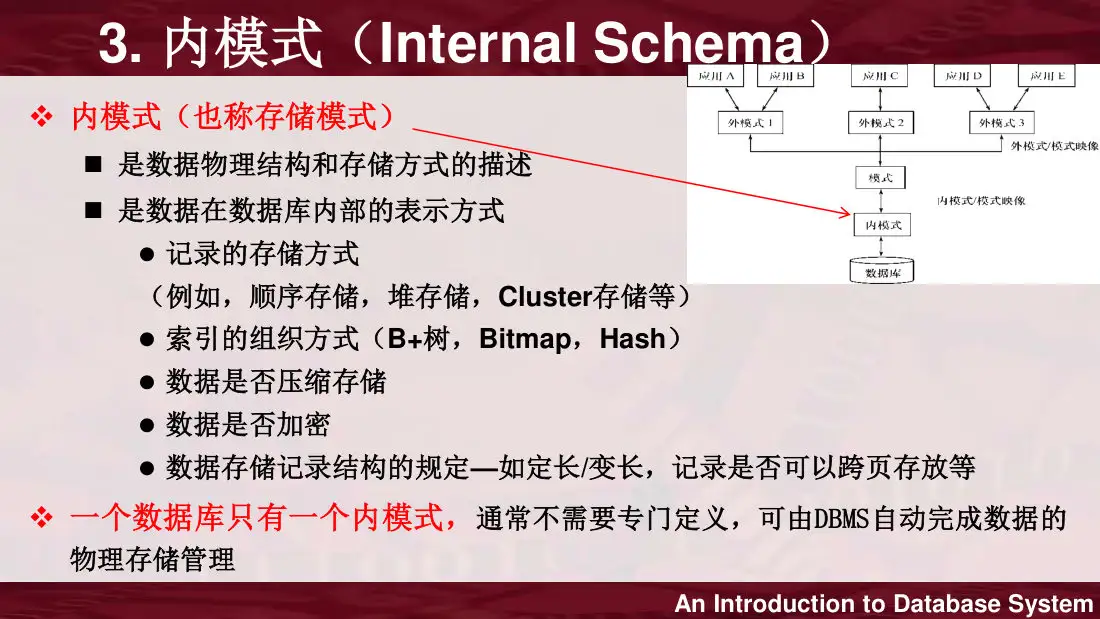 3. 内模式（Internal Schema）
应用 A 应用 B 应用 C 应用 D 应用 E
外模式 1 外模式 2 外模式 3
外模式/模式映像
模式
内模式/模式映像
内模式
数据库
❖ 内模式（也称存储模式）
■ 是数据物理结构和存储方式的描述
■ 是数据在数据库内部的表示方式
● 记录的存储方式
（例如，顺序存储，堆存储，Cluster存储等）
● 索引的组织方式（B+树，Bitmap，Hash）
● 数据是否压缩存储
● 数据是否加密
● 数据存储记录结构的规定—如定长/变长，记录是否可以跨页存放等
❖ 一个数据库只有一个内模式，通常不需要专门定义，可由DBMS自动完成数据的
物理存储管理
An Introduction to Database System